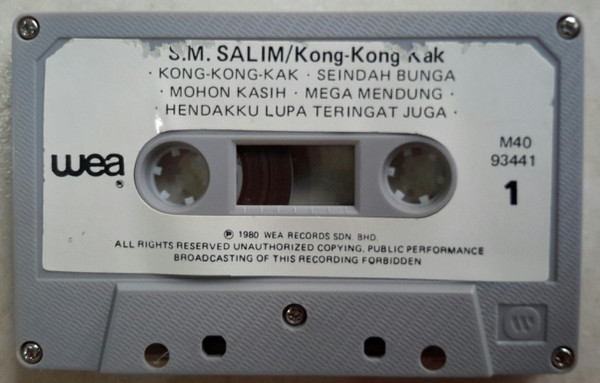 S.M. SALIM/Kong-Kong Kak
· KONG-KONG-KAK · SEINDAH BUNGA
· MOHON KASIH · MEGA MENDUNG ·
· HENDAKKU LUPA TERINGAT JUGA ·
wea
®
M40
93441
1
℗ 1980 WEA RECORDS SDN. BHD.
ALL RIGHTS RESERVED UNAUTHORIZED COPYING, PUBLIC PERFORMANCE
BROADCASTING OF THIS RECORDING FORBIDDEN